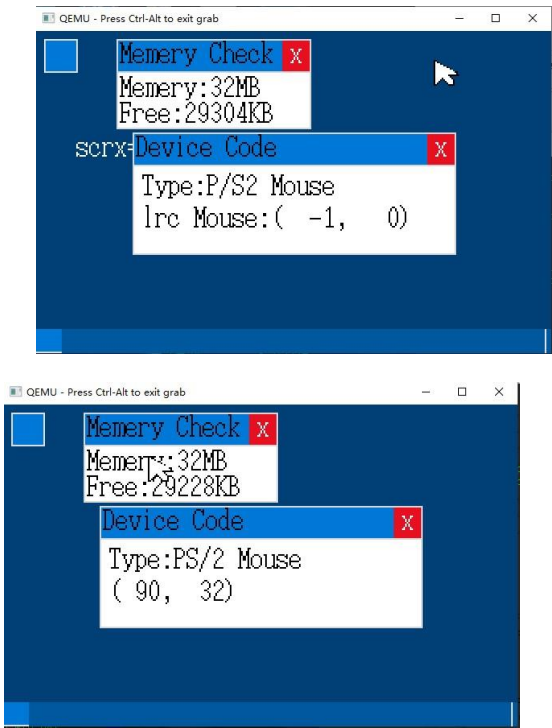 QEMU - Press Ctrl-Alt to exit grab
Memery Check X
Memery:32MB
Free:29304KB
scrx=
Device Code X
Type:P/S2 Mouse
lrc Mouse:( -1, 0)
QEMU - Press Ctrl-Alt to exit grab
Memery Check X
Memery:32MB
Free:29228KB
Device Code X
Type:PS/2 Mouse
( 90, 32)